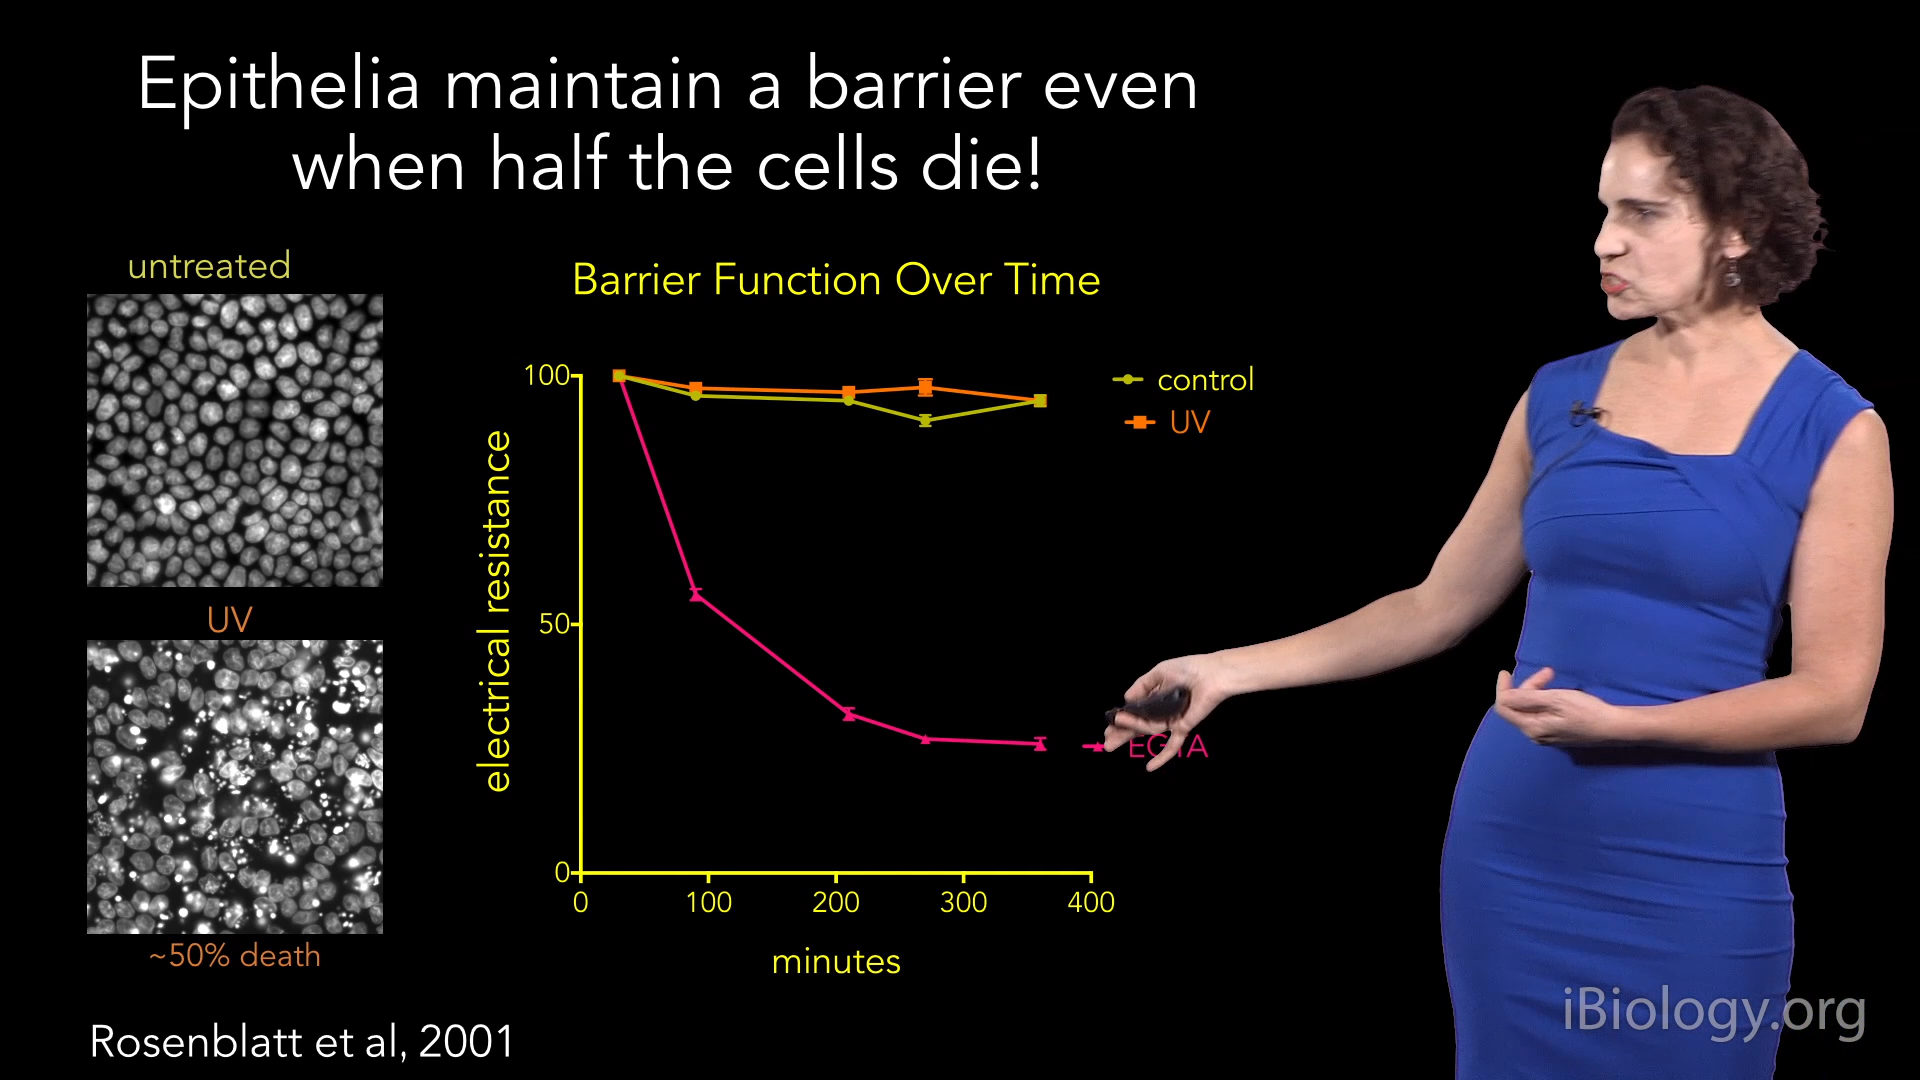 Epithelia maintain a barrier even
when half the cells die!
untreated
UV
~50% death
Barrier Function Over Time
electrical resistance
100
50
0
0 100 200 300 400
minutes
control
UV
EGTA
Rosenblatt et al, 2001
iBiology.org